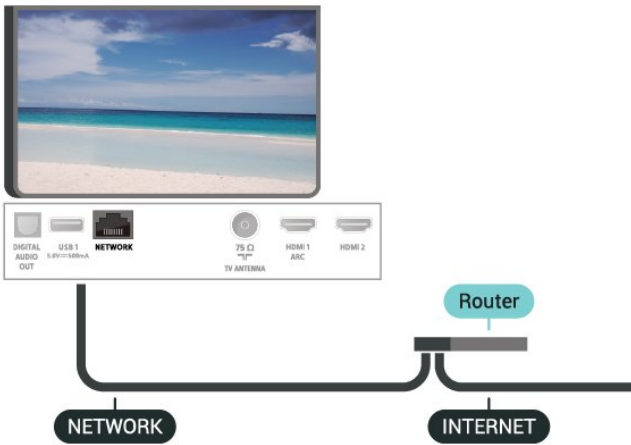 DIGITAL
AUDIO
OUT
USB 1
5.0V⎓500mA
NETWORK
75 Ω
TV ANTENNA
HDMI 1
ARC
HDMI 2
Router
NETWORK
INTERNET